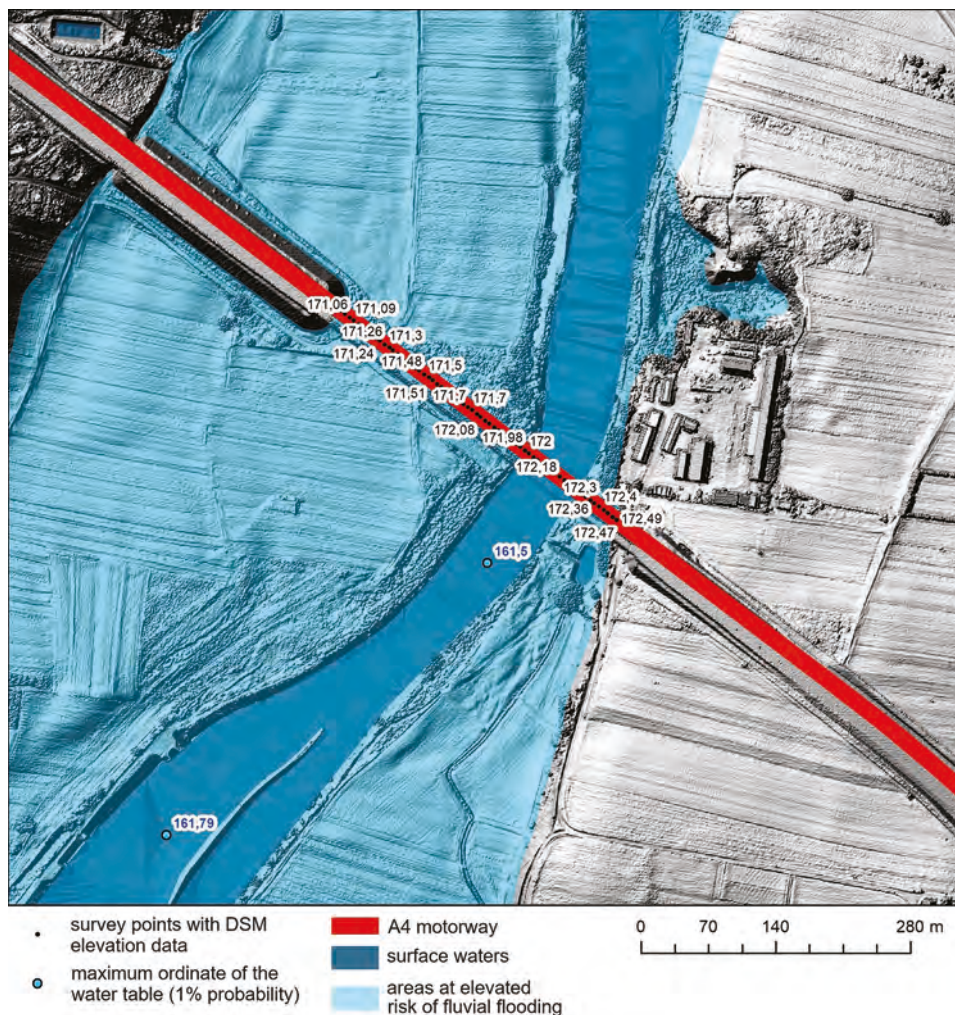 171,06 171,09
171,26 171,3
171,24 171,48 171,5
171,51 171,7 171,7
172,08 171,98 172
172,18
172,3 172,4
172,36 172,49
172,47
161,5
161,79
survey points with DSM
elevation data
maximum ordinate of the
water table (1% probability)
A4 motorway
surface waters
areas at elevated
risk of fluvial flooding
0 70 140 280 m